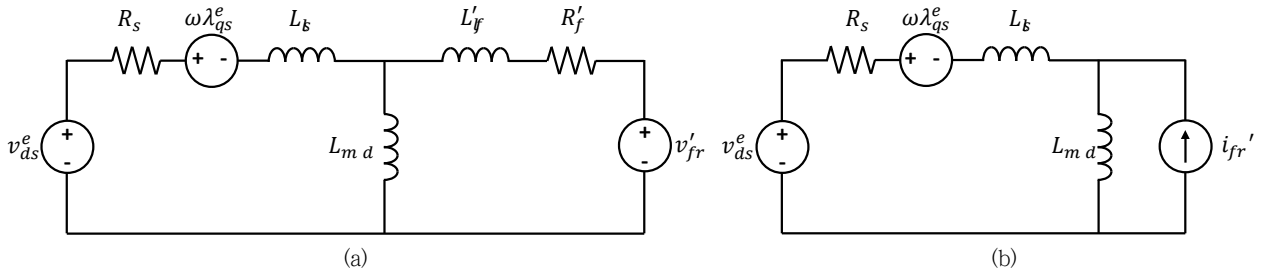 R_s ωλ^e_qs L_ls L'_lf R'_f
v^e_ds + - + - L_md + - v'_fr
(a)
R_s ωλ^e_qs L_ls
v^e_ds + - + - L_md i_fr'
(b)